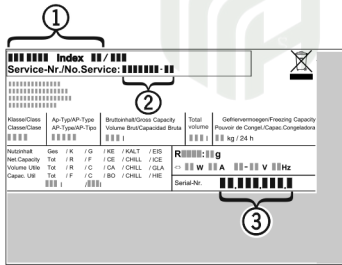 1
Index /
Service-Nr./No.Service: -
2
Klasse/Class Ap-Typ/AP-Type Bruttoinhalt/Gross Capacity Total Gefriervermoegen/Freezing Capacity
Classe/Clase AP-Type/AP-Tipo Volume Brut/Capacidad Bruta volume Pouvoir de Congel./Capac.Congeladora
l kg / 24 h
Nutzinhalt Ges / K / G / KE / KALT / EIS
Net.Capacity Tot / R / F / CE / CHILL / ICE
Volume Utile Tot / R / C / CA / CHILL / GLA
Capac. Util Tot / F / C / BO / CHILL / HIE
l / l
R : g
W A - V Hz
Serial-Nr. . . .
3